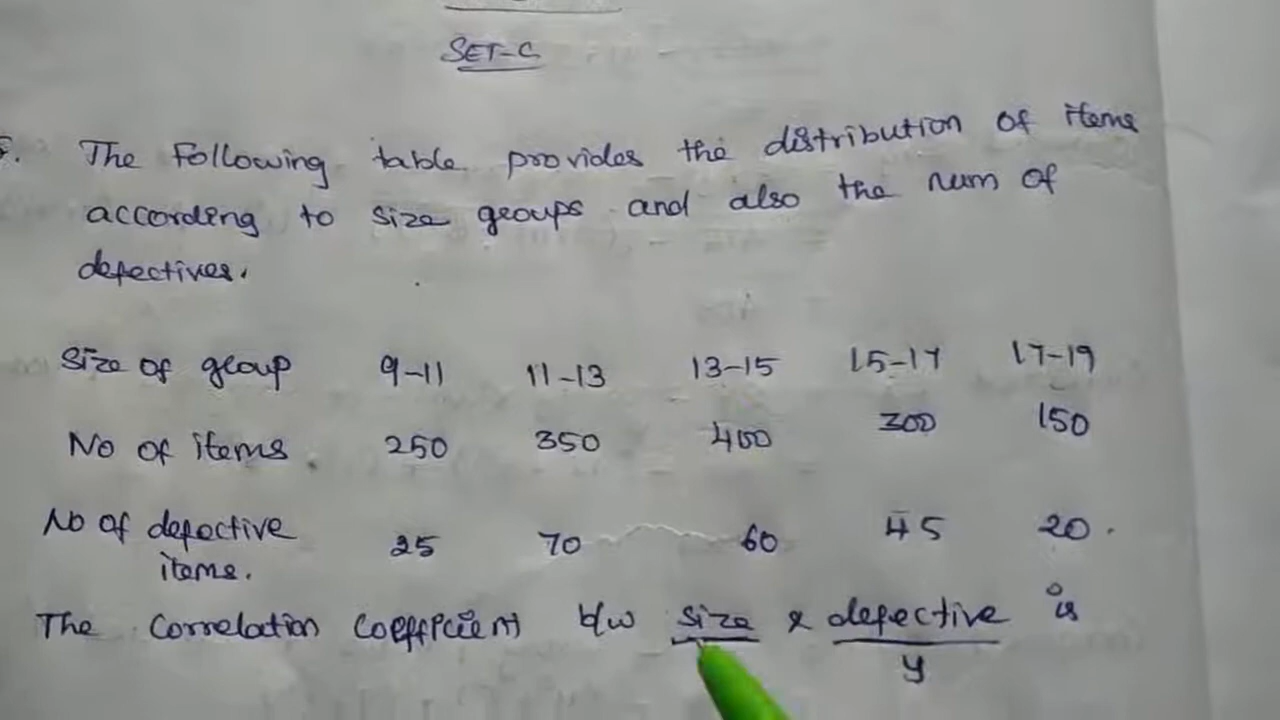 SET-C
The Following table provides the distribution of items
according to size groups and also the num of
defectives.
Size of group 9-11 11-13 13-15 15-17 17-19
No of items 250 350 400 300 150
No of defective 25 70 60 45 20.
items.
The Correlation Coefficient b/w size & defective is
y